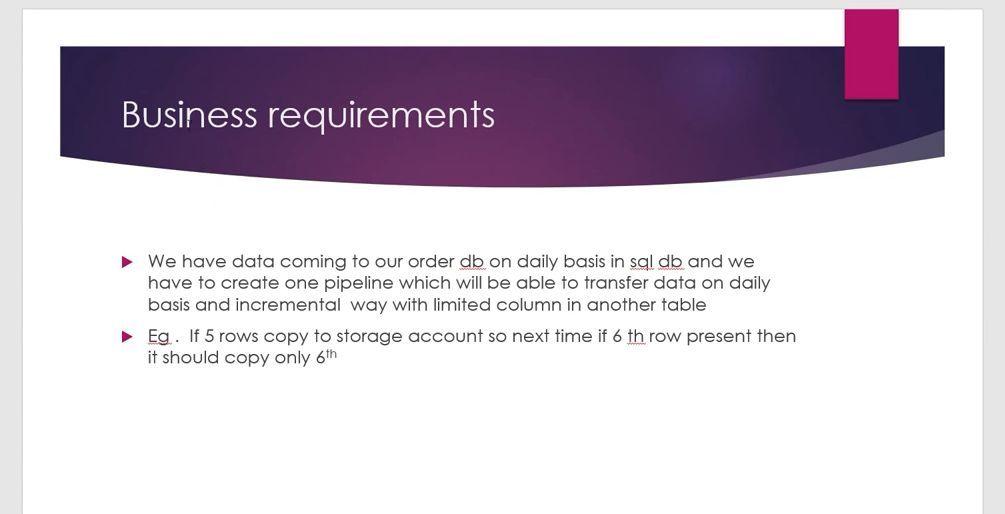 Business requirements
We have data coming to our order db on daily basis in sql db and we
have to create one pipeline which will be able to transfer data on daily
basis and incremental  way with limited column in another table
Eg .  If 5 rows copy to storage account so next time if 6 th row present then
it should copy only 6th